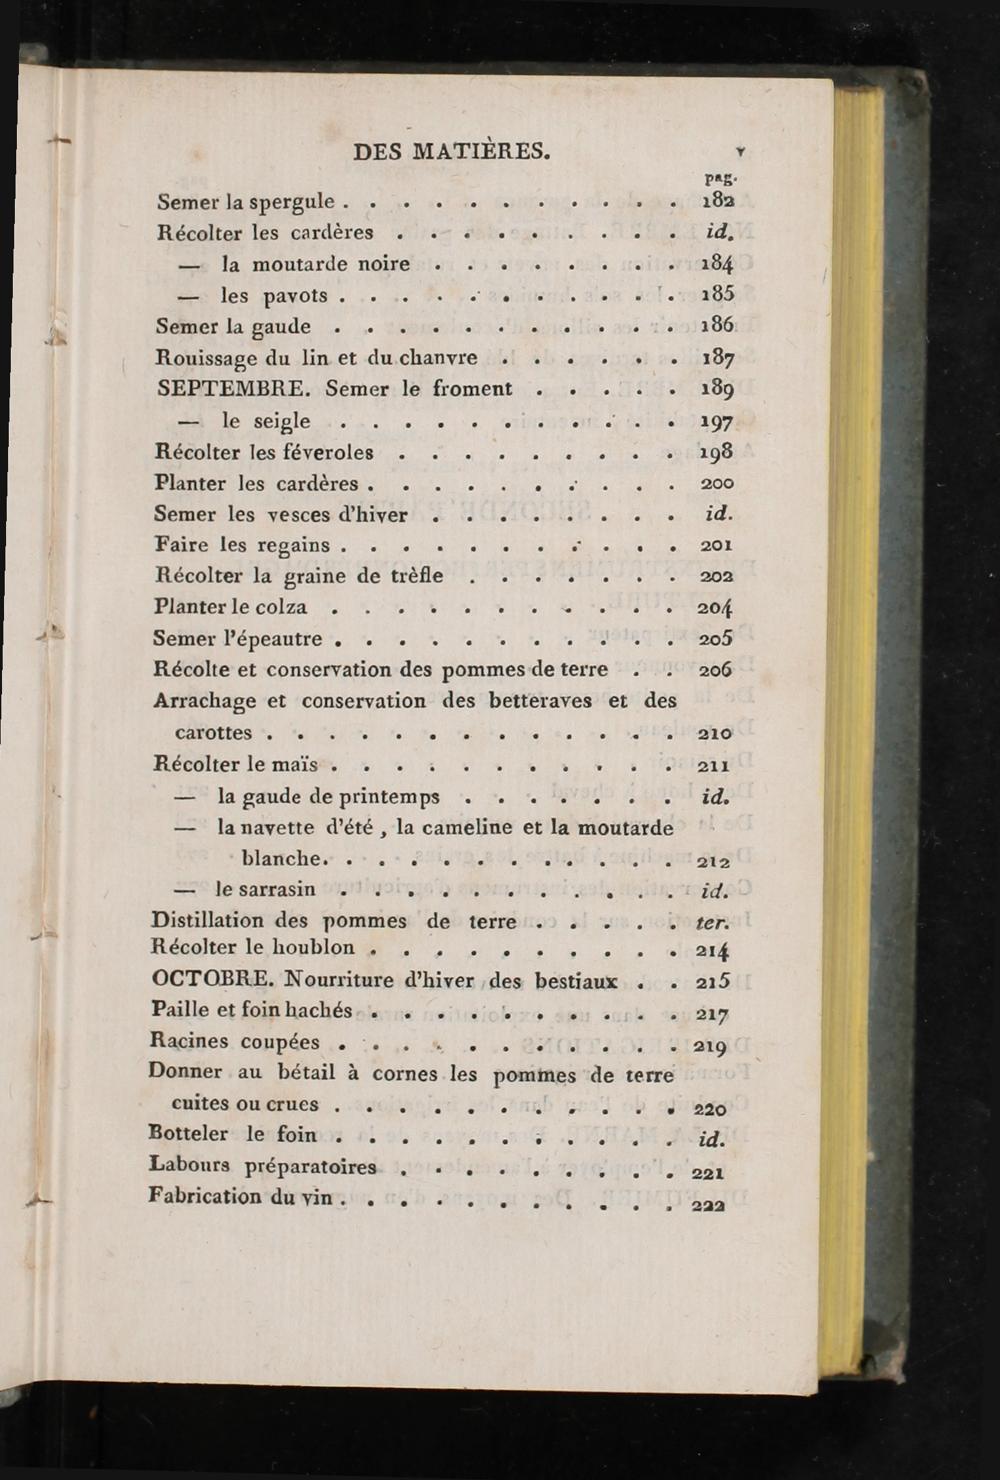 DES MATIÈRES. v
pag.
Semer la spergule . . . . . . . . . . . 182
Récolter les cardères . . . . . . . . . id.
— la moutarde noire . . . . . . . . 184
— les pavots . . . . . . . . . . . 185
Semer la gaude . . . . . . . . . . . 186
Rouissage du lin et du chanvre . . . . . . 187
SEPTEMBRE. Semer le froment . . . . . 189
— le seigle . . . . . . . . . . . 197
Récolter les féveroles . . . . . . . . . 198
Planter les cardères . . . . . . . . . . 200
Semer les vesces d'hiver . . . . . . . . id.
Faire les regains . . . . . . . . . . . 201
Récolter la graine de trèfle . . . . . . . 202
Planter le colza . . . . . . . . . . . 204
Semer l'épeautre . . . . . . . . . . . 205
Récolte et conservation des pommes de terre . . 206
Arrachage et conservation des betteraves et des
carottes . . . . . . . . . . . . . 210
Récolter le maïs . . . . . . . . . . . 211
— la gaude de printemps . . . . . . . id.
— la navette d'été , la cameline et la moutarde
blanche. . . . . . . . . . . . 212
— le sarrasin . . . . . . . . . . . id.
Distillation des pommes de terre . . . . . ter.
Récolter le houblon . . . . . . . . . . 214
OCTOBRE. Nourriture d'hiver des bestiaux . . 215
Paille et foin hachés . . . . . . . . . . 217
Racines coupées . . . . . . . . . . . 219
Donner au bétail à cornes les pommes de terre
cuites ou crues . . . . . . . . . . . 220
Botteler le foin . . . . . . . . . . . id.
Labours préparatoires . . . . . . . . . 221
Fabrication du vin . . . . . . . . . . . 222